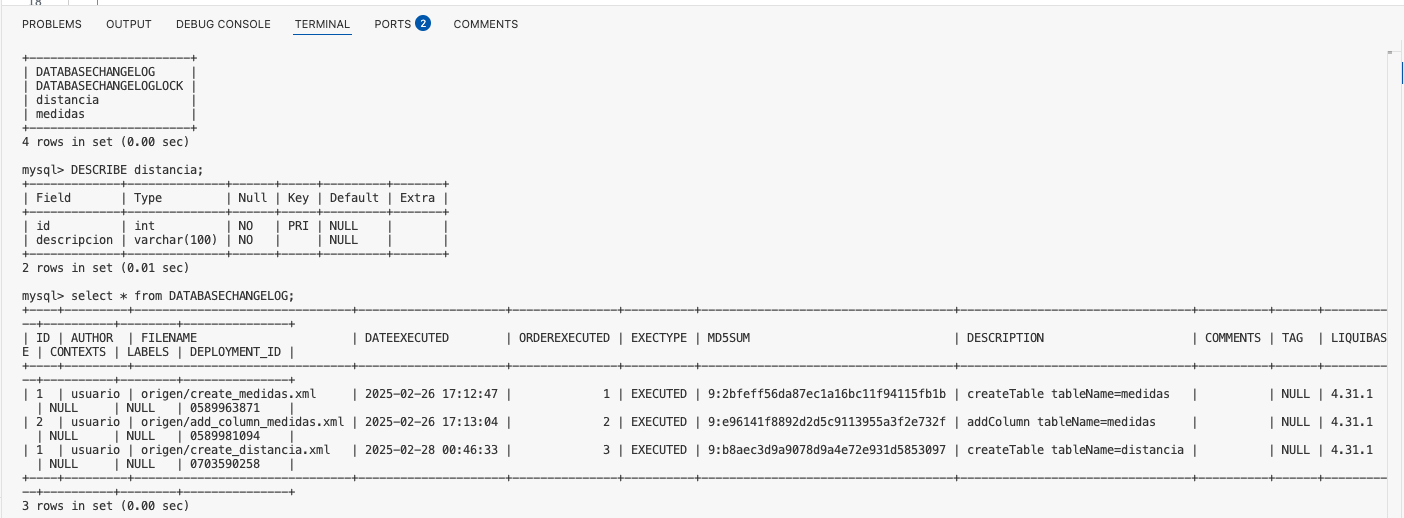 18
PROBLEMS OUTPUT DEBUG CONSOLE TERMINAL PORTS 2 COMMENTS
+-----------------------+
| DATABASECHANGELOG     |
| DATABASECHANGELOGLOCK |
| distancia             |
| medidas               |
+-----------------------+
4 rows in set (0.00 sec)
mysql> DESCRIBE distancia;
+-------------+--------------+------+-----+---------+-------+
| Field       | Type         | Null | Key | Default | Extra |
+-------------+--------------+------+-----+---------+-------+
| id          | int          | NO   | PRI | NULL    |       |
| descripcion | varchar(100) | NO   |     | NULL    |       |
+-------------+--------------+------+-----+---------+-------+
2 rows in set (0.01 sec)
mysql> select * from DATABASECHANGELOG;
+----+---------+-------------------------------+---------------------+---------------+----------+------------------------------------+---------------------------------+----------+------+---------
--+----------+--------+---------------+
| ID | AUTHOR  | FILENAME                      | DATEEXECUTED        | ORDEREXECUTED | EXECTYPE | MD5SUM                             | DESCRIPTION                     | COMMENTS | TAG  | LIQUIBAS
E | CONTEXTS | LABELS | DEPLOYMENT_ID |
+----+---------+-------------------------------+---------------------+---------------+----------+------------------------------------+---------------------------------+----------+------+---------
--+----------+--------+---------------+
| 1  | usuario | origen/create_medidas.xml     | 2025-02-26 17:12:47 |             1 | EXECUTED | 9:2bfeff56da87ec1a16bc11f94115fb1b | createTable tableName=medidas   |          | NULL | 4.31.1
  | NULL     | NULL   | 0589963871    |
| 2  | usuario | origen/add_column_medidas.xml | 2025-02-26 17:13:04 |             2 | EXECUTED | 9:e96141f8892d2d5c9113955a3f2e732f | addColumn tableName=medidas     |          | NULL | 4.31.1
  | NULL     | NULL   | 0589981094    |
| 1  | usuario | origen/create_distancia.xml   | 2025-02-28 00:46:33 |             3 | EXECUTED | 9:b8aec3d9a9078d9a4e72e931d5853097 | createTable tableName=distancia |          | NULL | 4.31.1
  | NULL     | NULL   | 0703590258    |
+----+---------+-------------------------------+---------------------+---------------+----------+------------------------------------+---------------------------------+----------+------+---------
--+----------+--------+---------------+
3 rows in set (0.00 sec)